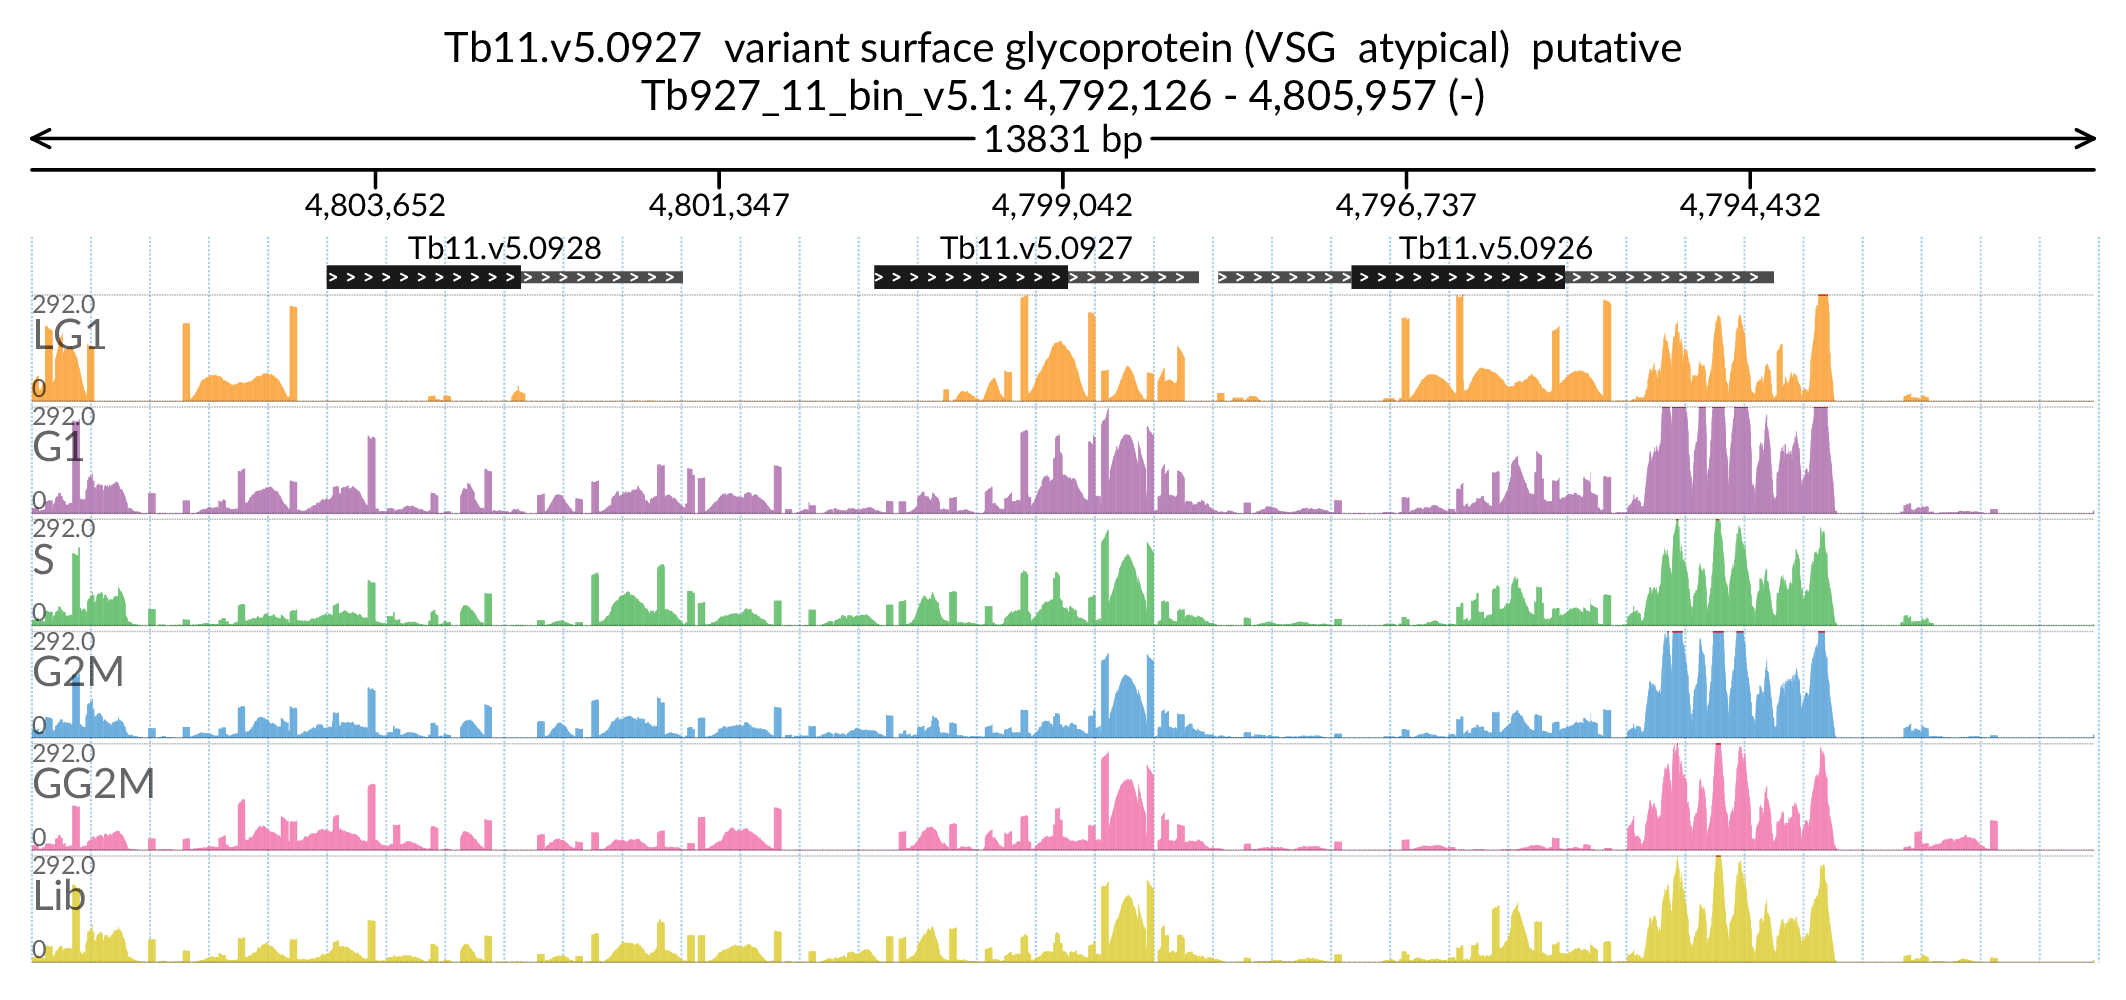 Tb11.v5.0927 variant surface glycoprotein (VSG atypical) putative
Tb927_11_bin_v5.1: 4,792,126 - 4,805,957 (-)
13831 bp
4,803,652 4,801,347 4,799,042 4,796,737 4,794,432
Tb11.v5.0928 Tb11.v5.0927 Tb11.v5.0926
292.0
LG1
0
292.0
G1
0
292.0
S
0
292.0
G2M
0
292.0
GG2M
0
292.0
Lib
0